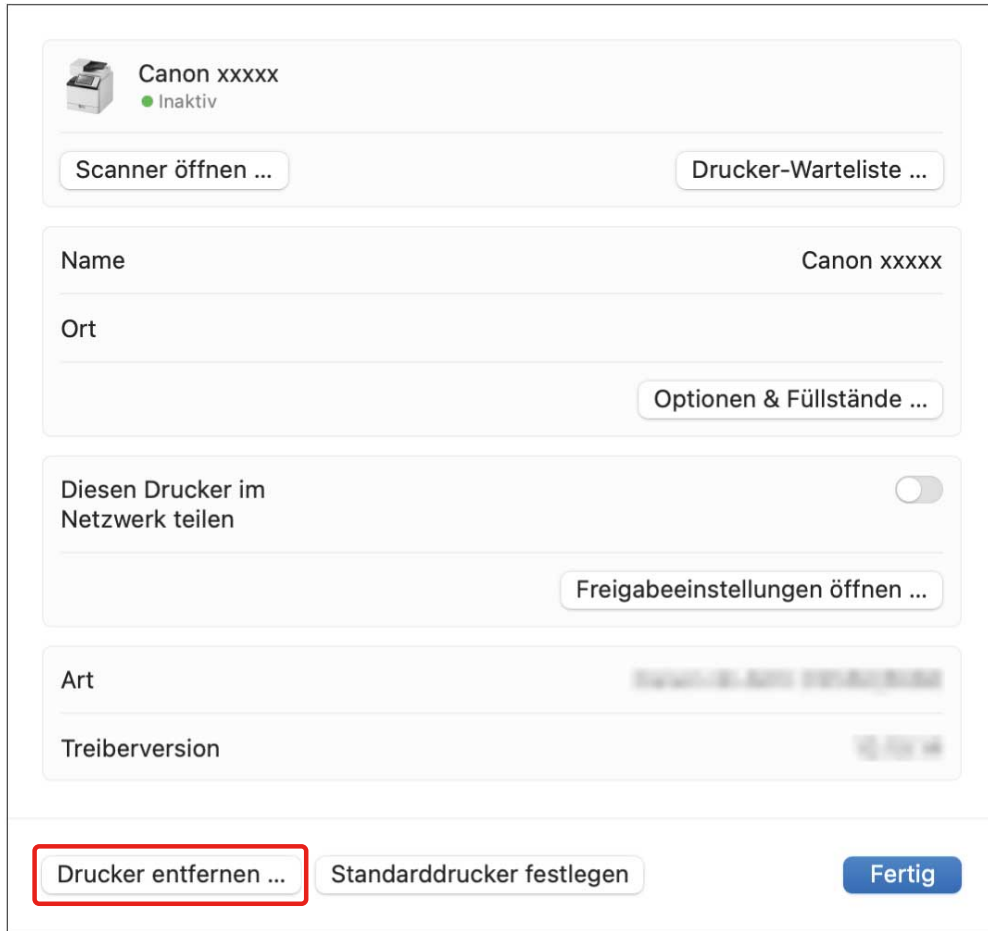 Canon xxxxx
Inaktiv
Scanner öffnen ...
Drucker-Warteliste ...
Name
Canon xxxxx
Ort
Optionen & Füllstände ...
Diesen Drucker im
Netzwerk teilen
Freigabeeinstellungen öffnen ...
Art
Treiberversion
Drucker entfernen ...
Standarddrucker festlegen
Fertig